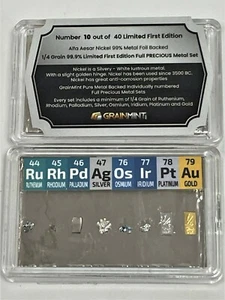 Number 10 out of 40 Limited First Edition
Alfa Aesar Nickel 99% Metal Foil Backed
1/4 Grain 99.9% Limited First Edition Full PRECIOUS Metal Set
Nickel is a Silvery - White lustrous metal
With a slight golden hinge. Nickel has been used since 3500 BC.
Nickel has great anti-corrosion properties
GrainMint Pure Metal Backed Individually numbered
Full Precious Metal Sets
Each include a minimum of 1/4 Grain of Ruthenium,
Rhodium, Palladium, Silver, Osmium, Iridium, Platinum, Gold
GRAINMINT
44 45 46 47 76 77 78 79
Ru Rh Pd Ag Os Ir Pt Au
RUTHENIUM RHODIUM PALLADIUM SILVER OSMIUM IRIDIUM PLATINUM GOLD